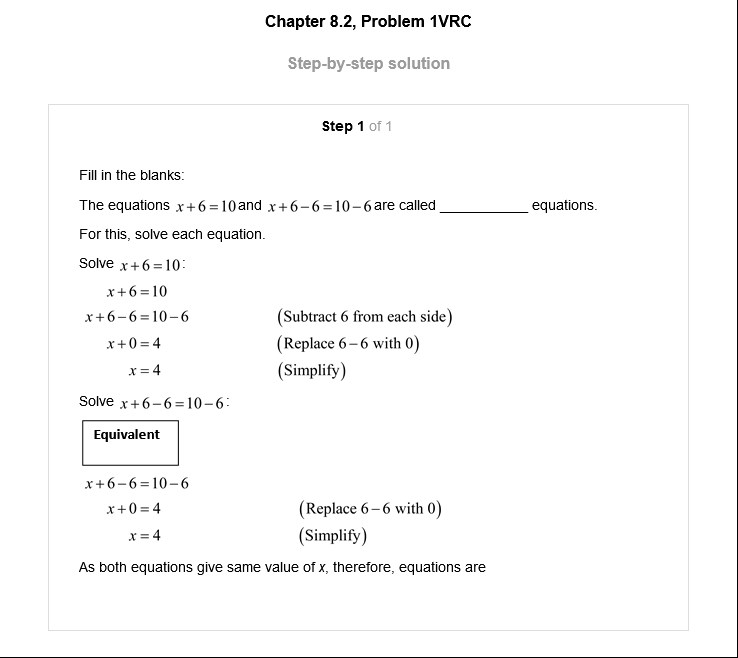 Chapter 8.2, Problem 1VRC
Step-by-step solution
Step 1 of 1
Fill in the blanks:
The equations x+6=10 and x+6−6=10−6 are called ___________ equations.
For this, solve each equation.
Solve x+6=10:
x+6=10
x+6−6=10−6 (Subtract 6 from each side)
x+0=4 (Replace 6−6 with 0)
x=4 (Simplify)
Solve x+6−6=10−6:
Equivalent
x+6−6=10−6
x+0=4 (Replace 6−6 with 0)
x=4 (Simplify)
As both equations give same value of x, therefore, equations are